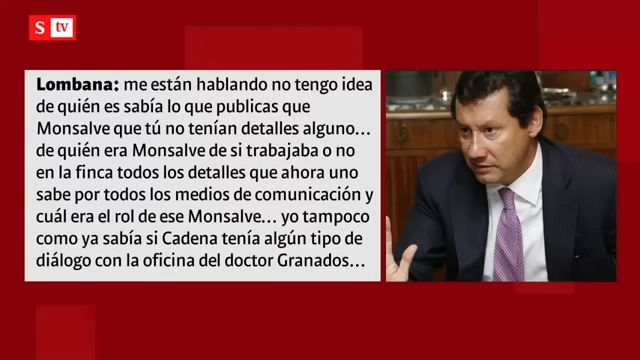 S tv
Lombana: me están hablando no tengo idea
de quién es sabía lo que publicas que
Monsalve que tú no tenían detalles alguno...
de quién era Monsalve de si trabajaba o no
en la finca todos los detalles que ahora uno
sabe por todos los medios de comunicación y
cuál era el rol de ese Monsalve... yo tampoco
como ya sabía si Cadena tenía algún tipo de
diálogo con la oficina del doctor Granados...